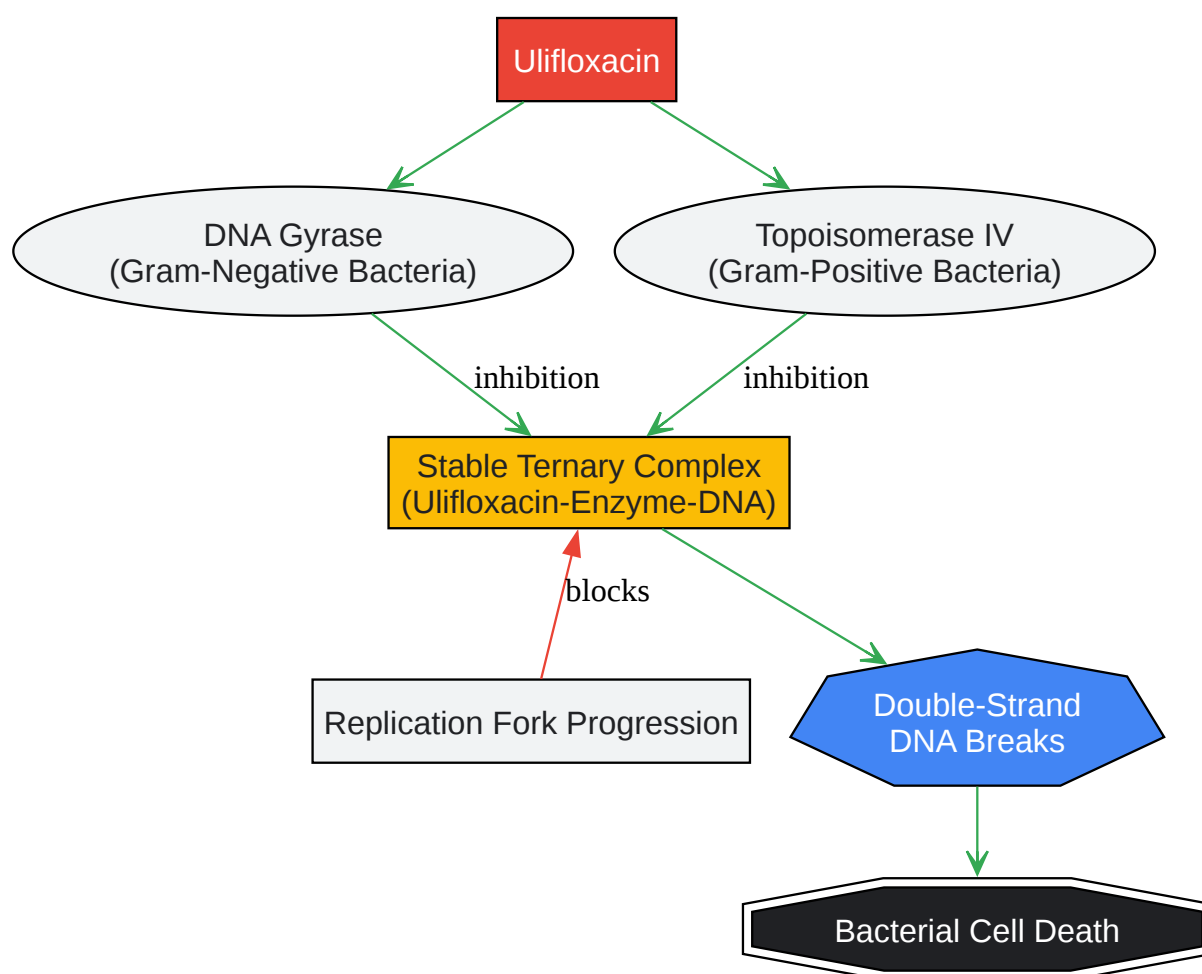 Ulifloxacin
DNA Gyrase
(Gram-Negative Bacteria)
Topoisomerase IV
(Gram-Positive Bacteria)
inhibition
inhibition
Stable Ternary Complex
(Ulifloxacin-Enzyme-DNA)
blocks
Replication Fork Progression
Double-Strand
DNA Breaks
Bacterial Cell Death